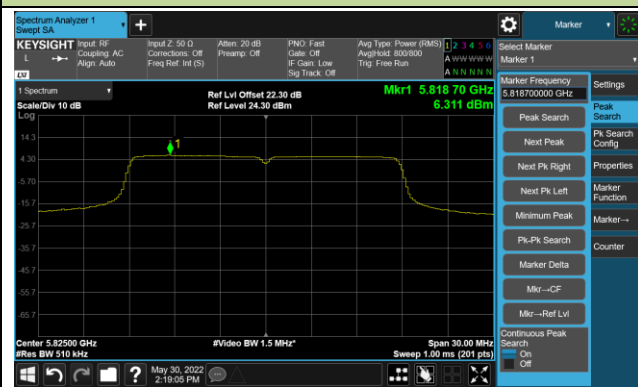 Spectrum Analyzer 1
Swept SA
+
Marker
KEYSIGHT
L
LXI
Input: RF
Coupling: AC
Align: Auto
Input Z: 50 Ω
Corrections: Off
Freq Ref: Int (S)
Atten: 20 dB
Preamp: Off
PNO: Fast
Gate: Off
IF Gain: Low
Sig Track: Off
Avg Type: Power (RMS)
Avg|Hold: 800/800
Trig: Free Run
1 2 3 4 5 6
A W W W W W
A N N N N N
Select Marker
Marker 1
1 Spectrum
Scale/Div 10 dB
Log
Ref Lvl Offset 22.30 dB
Ref Level 24.30 dBm
Mkr1 5.818 70 GHz
6.311 dBm
14.3
4.30
-5.70
-15.7
-25.7
-35.7
-45.7
-55.7
-65.7
1
Center 5.82500 GHz
#Res BW 510 kHz
#Video BW 1.5 MHz*
Span 30.00 MHz
Sweep 1.00 ms (201 pts)
Marker Frequency
5.818700000 GHz
Peak Search
Next Peak
Next Pk Right
Next Pk Left
Minimum Peak
Pk-Pk Search
Marker Delta
Mkr→CF
Mkr→Ref Lvl
Continuous Peak
Search
On
Off
Settings
Peak
Search
Pk Search
Config
Properties
Marker
Function
Marker→
Counter
?
May 30, 2022
2:19:05 PM